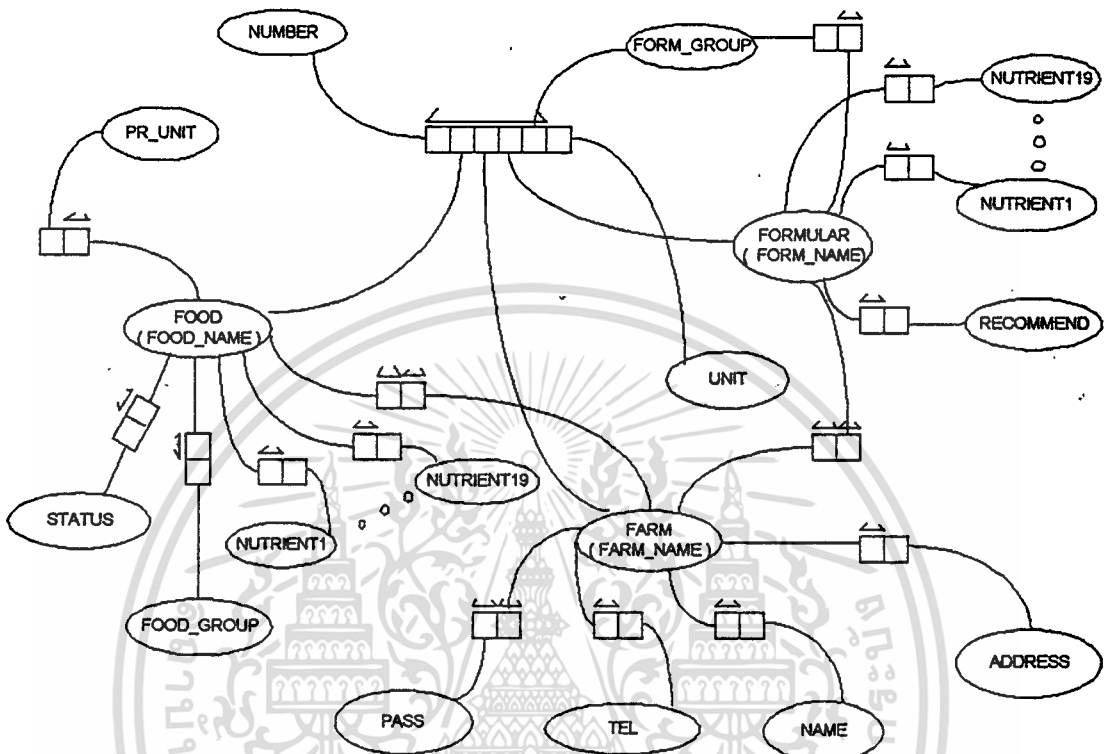 NUMBER
FORM_GROUP
NUTRIENT19
PR_UNIT
NUTRIENT1
FORMULAR
( FORM_NAME)
FOOD
( FOOD_NAME )
RECOMMEND
UNIT
NUTRIENT19
STATUS
NUTRIENT1
FARM
( FARM_NAME )
FOOD_GROUP
ADDRESS
PASS
TEL
NAME